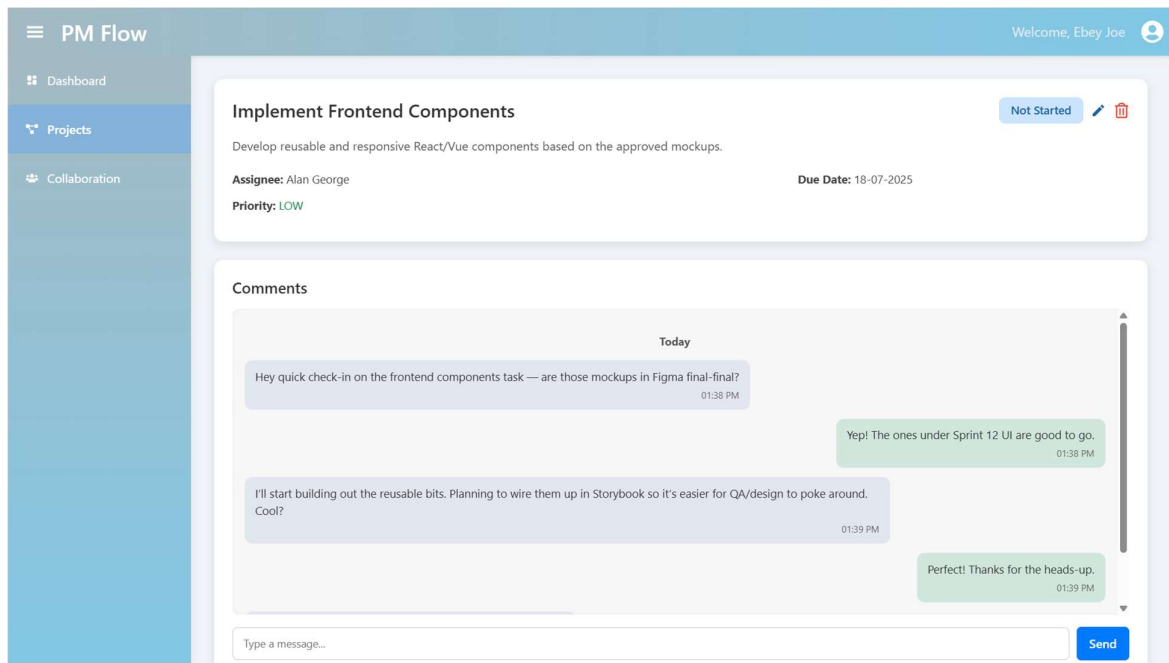 PM Flow
Welcome, Ebey Joe
Dashboard
Projects
Collaboration
Implement Frontend Components
Not Started
Develop reusable and responsive React/Vue components based on the approved mockups.
Assignee: Alan George
Due Date: 18-07-2025
Priority: LOW
Comments
Today
Hey quick check-in on the frontend components task — are those mockups in Figma final-final?
01:38 PM
Yep! The ones under Sprint 12 UI are good to go.
01:38 PM
I'll start building out the reusable bits. Planning to wire them up in Storybook so it's easier for QA/design to poke around.
Cool?
01:39 PM
Perfect! Thanks for the heads-up.
01:39 PM
Type a message...
Send